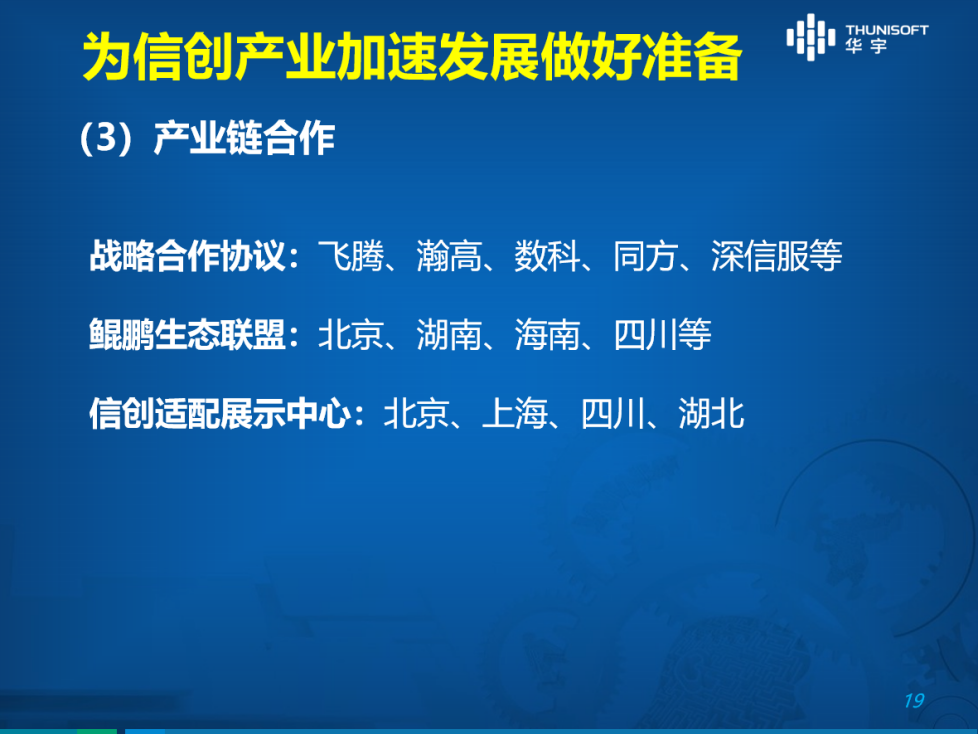 为信创产业加速发展做好准备
THUNISOFT
华宇
（3）产业链合作
战略合作协议：飞腾、瀚高、数科、同方、深信服等
鲲鹏生态联盟：北京、湖南、海南、四川等
信创适配展示中心：北京、上海、四川、湖北
19